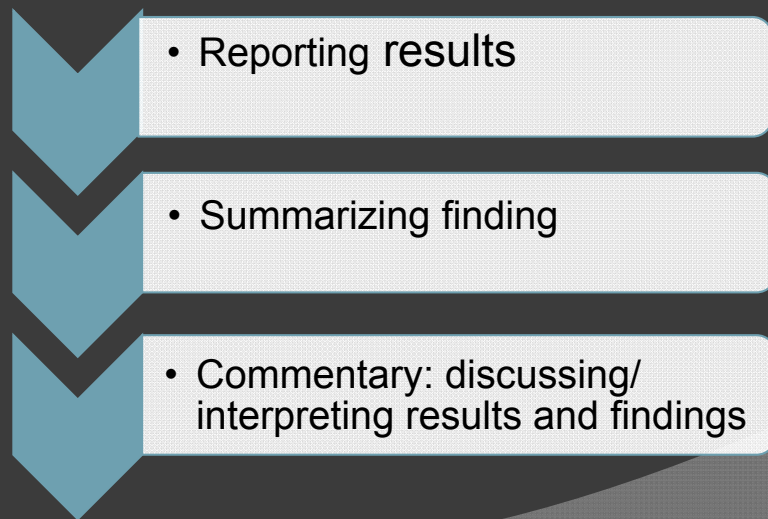 • Reporting results
• Summarizing finding
• Commentary: discussing/
interpreting results and findings